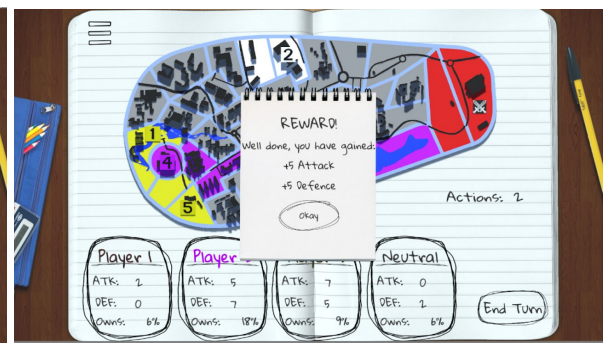 2
1
4
5
REWARD!
Well done, you have gained:
+5 Attack
+5 Defence
Okay
Actions: 2
Player 1
ATK: 2
DEF: 0
Owns: 6%
Player
ATK: 5
DEF: 7
Owns: 18%
ATK: 7
DEF: 5
Owns: 9%
Neutral
ATK: 0
DEF: 2
Owns: 6%
End Turn